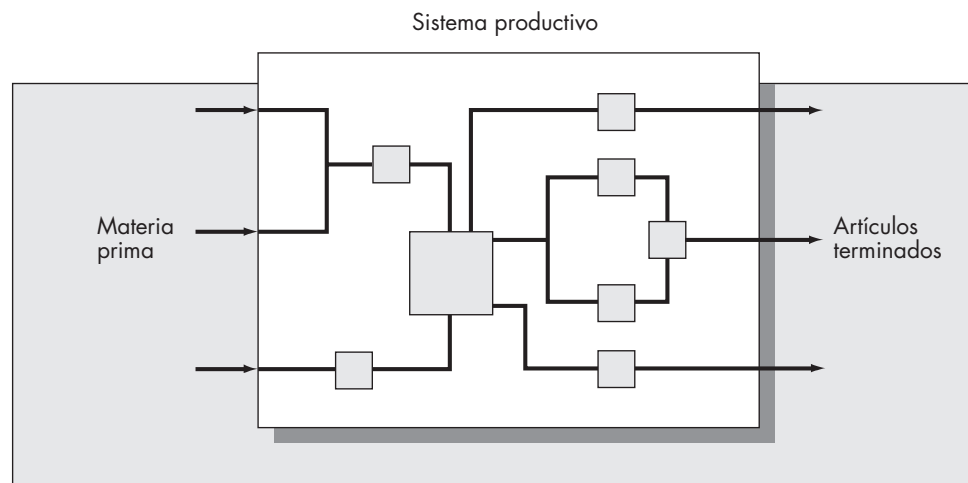 Sistema productivo
Materia
prima
Artículos
terminados